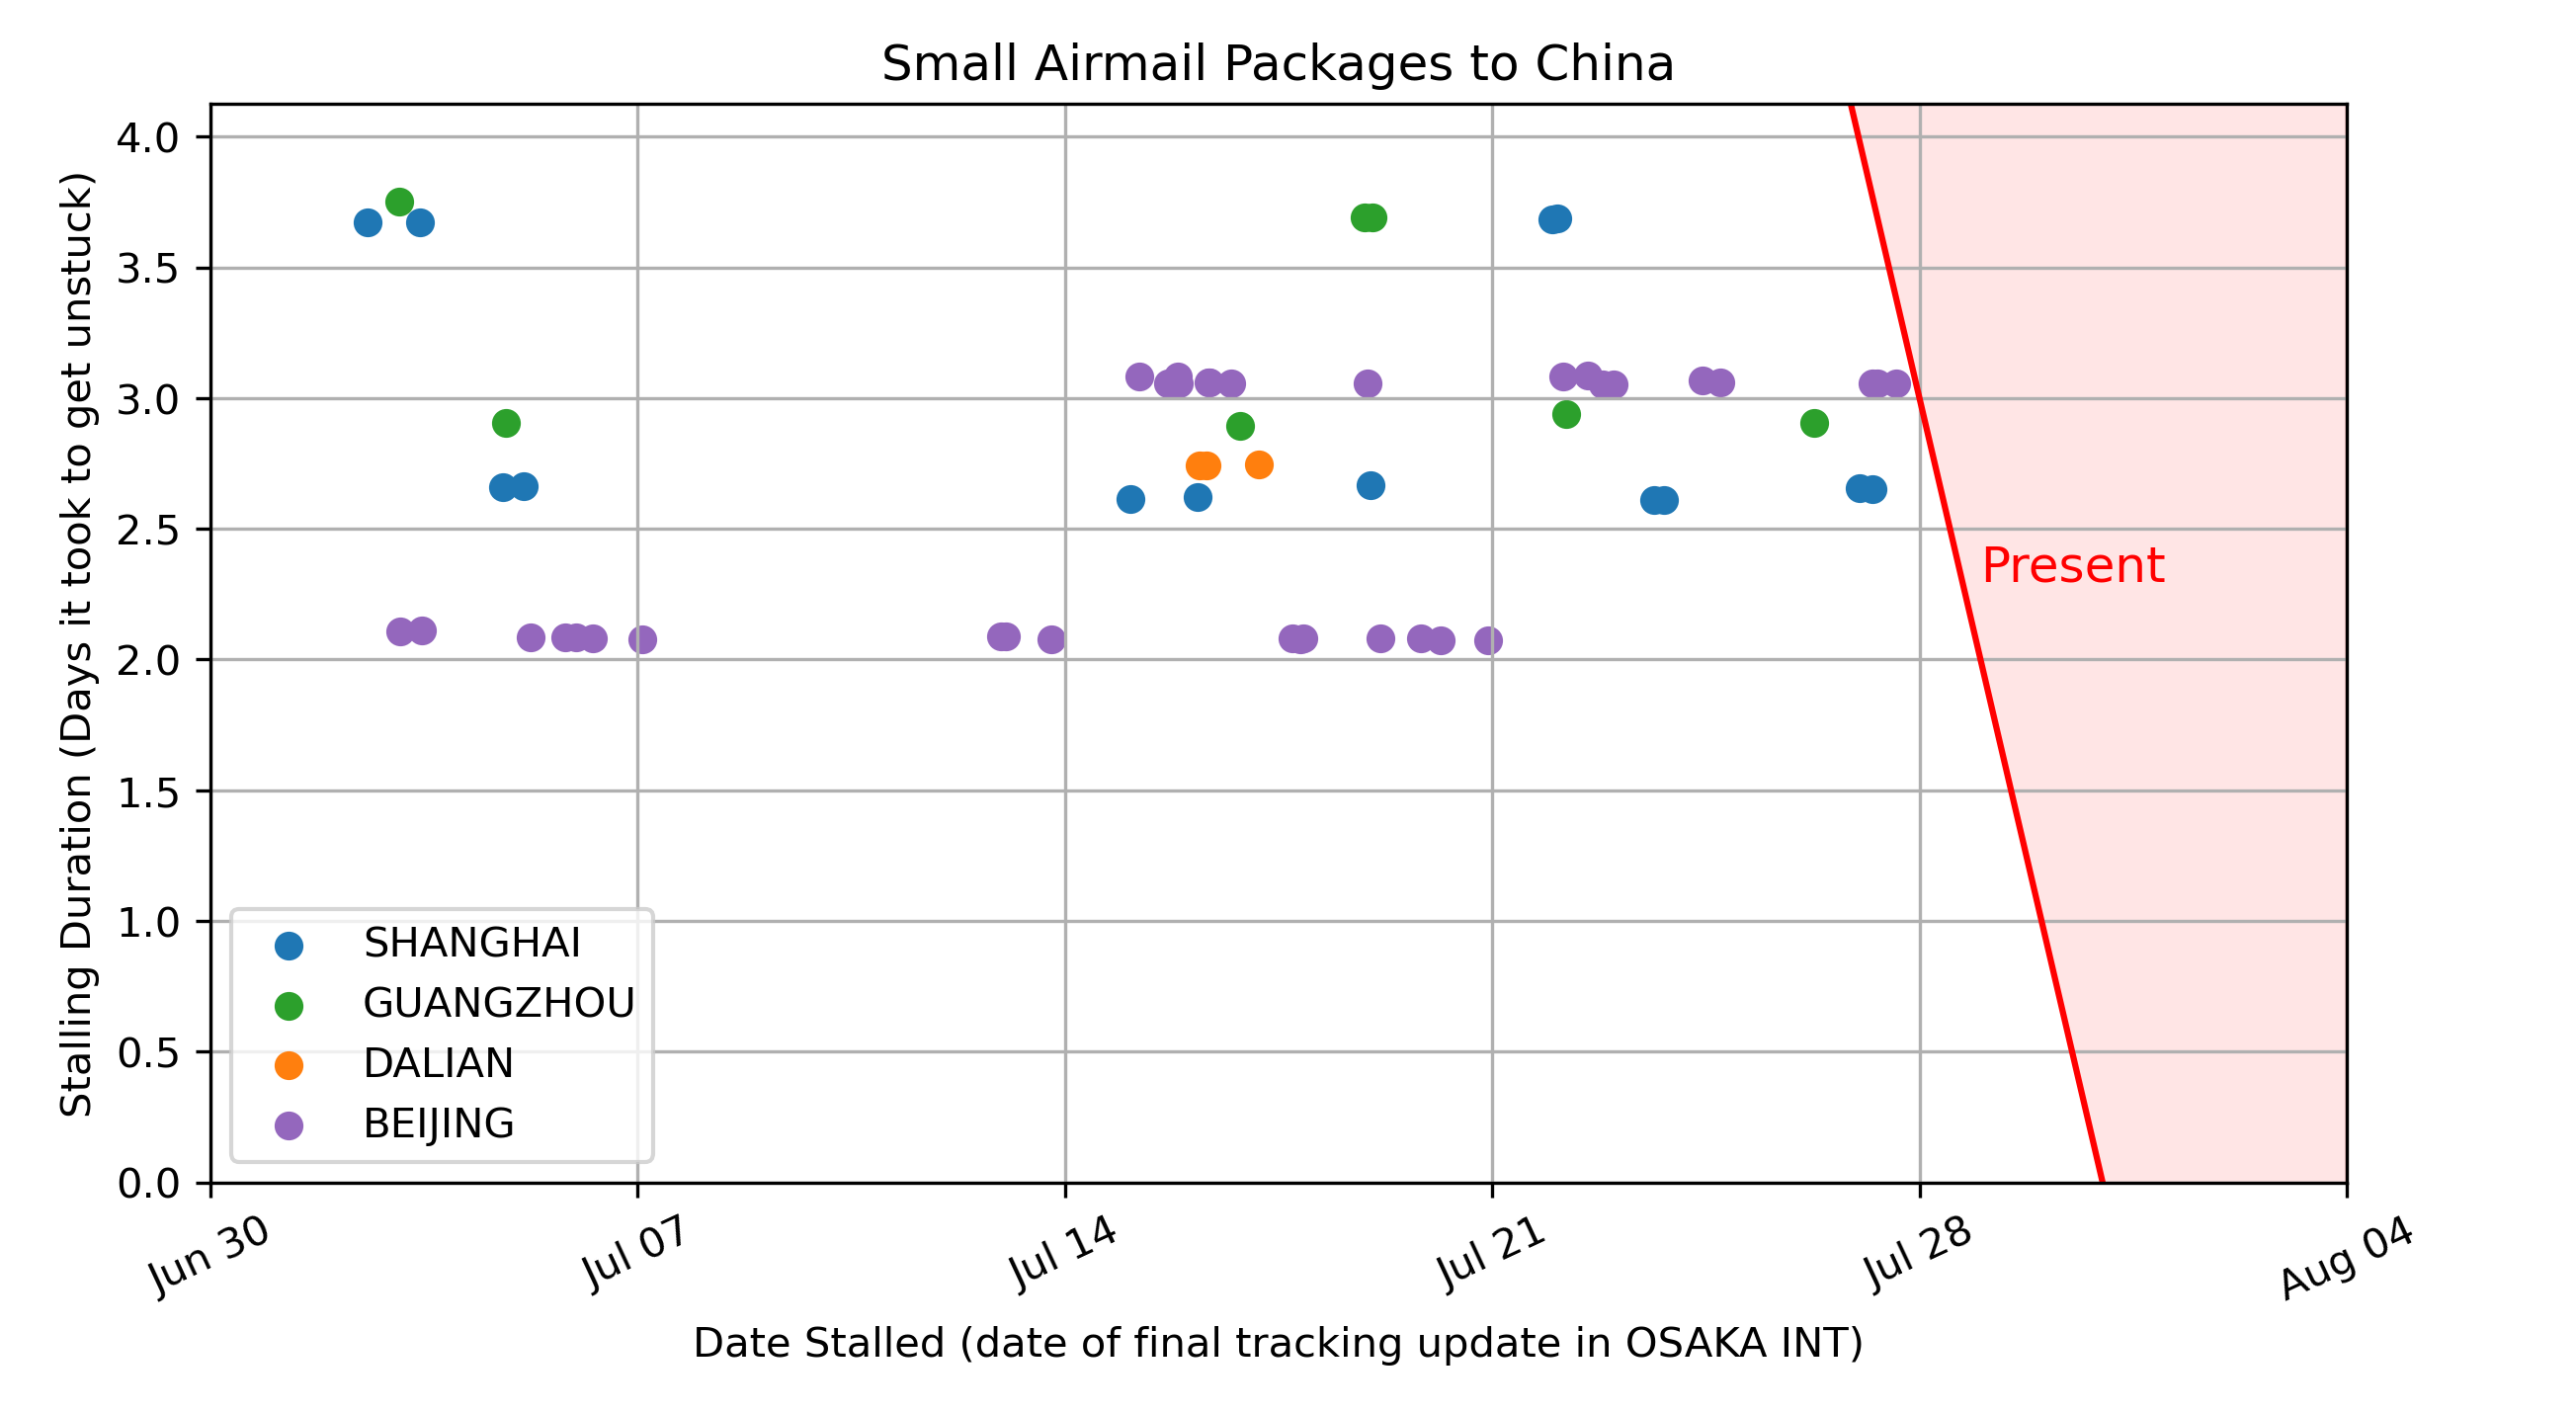 Small Airmail Packages to China
Stalling Duration (Days it took to get unstuck)
4.0
3.5
3.0
2.5
2.0
1.5
1.0
0.5
0.0
Present
SHANGHAI
GUANGZHOU
DALIAN
BEIJING
Jun 30
Jul 07
Jul 14
Jul 21
Jul 28
Aug 04
Date Stalled (date of final tracking update in OSAKA INT)